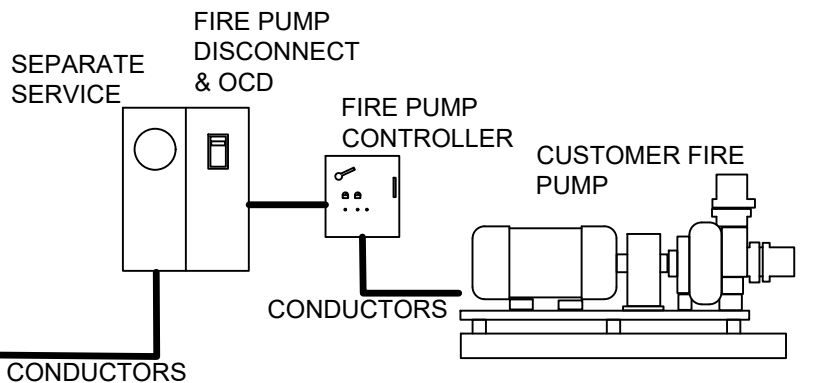 SEPARATE
SERVICE
FIRE PUMP
DISCONNECT
& OCD
FIRE PUMP
CONTROLLER
CUSTOMER FIRE
PUMP
CONDUCTORS
CONDUCTORS